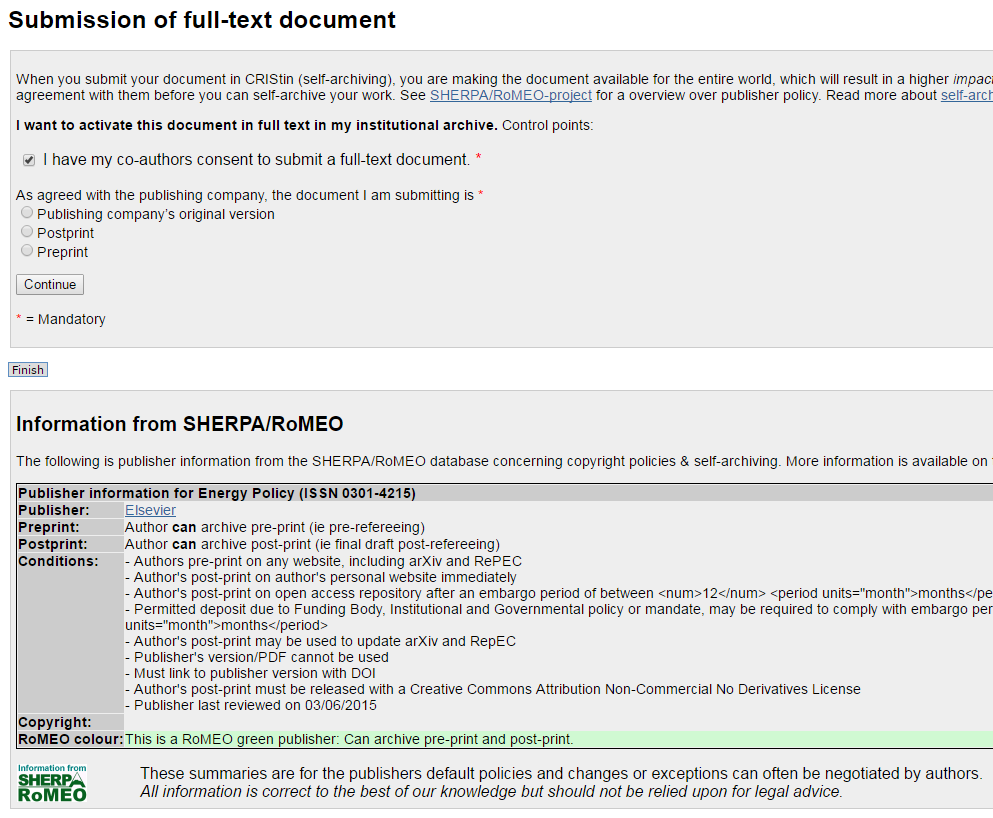 Submission of full-text document
When you submit your document in CRIStin (self-archiving), you are making the document available for the entire world, which will result in a higher impact
agreement with them before you can self-archive your work. See SHERPA/RoMEO-project for a overview over publisher policy. Read more about self-arch
I want to activate this document in full text in my institutional archive. Control points:
I have my co-authors consent to submit a full-text document. *
As agreed with the publishing company, the document I am submitting is *
Publishing company's original version
Postprint
Preprint
Continue
* = Mandatory
Finish
Information from SHERPA/RoMEO
The following is publisher information from the SHERPA/RoMEO database concerning copyright policies & self-archiving. More information is available on
Publisher information for Energy Policy (ISSN 0301-4215)
Publisher: Elsevier
Preprint: Author can archive pre-print (ie pre-refereeing)
Postprint: Author can archive post-print (ie final draft post-refereeing)
Conditions: - Authors pre-print on any website, including arXiv and RePEC
- Author's post-print on author's personal website immediately
- Author's post-print on open access repository after an embargo period of between <num>12</num> <period units="month">months</pe
- Permitted deposit due to Funding Body, Institutional and Governmental policy or mandate, may be required to comply with embargo per
units="month">months</period>
- Author's post-print may be used to update arXiv and RepEC
- Publisher's version/PDF cannot be used
- Must link to publisher version with DOI
- Author's post-print must be released with a Creative Commons Attribution Non-Commercial No Derivatives License
- Publisher last reviewed on 03/06/2015
Copyright:
RoMEO colour: This is a RoMEO green publisher: Can archive pre-print and post-print.
Information from
SHERPA
RoMEO
These summaries are for the publishers default policies and changes or exceptions can often be negotiated by authors.
All information is correct to the best of our knowledge but should not be relied upon for legal advice.